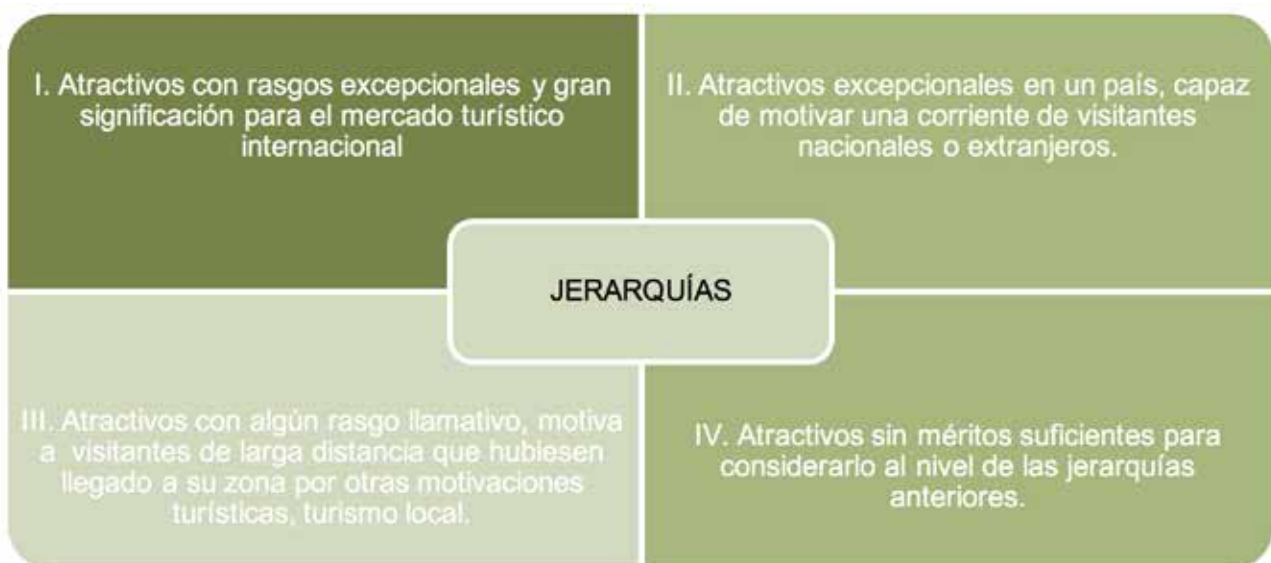 I. Atractivos con rasgos excepcionales y gran
significación para el mercado turístico
internacional
II. Atractivos excepcionales en un país, capaz
de motivar una corriente de visitantes
nacionales o extranjeros.
JERARQUÍAS
III. Atractivos con algún rasgo llamativo, motiva
a visitantes de larga distancia que hubiesen
llegado a su zona por otras motivaciones
turísticas, turismo local.
IV. Atractivos sin méritos suficientes para
considerarlo al nivel de las jerarquías
anteriores.